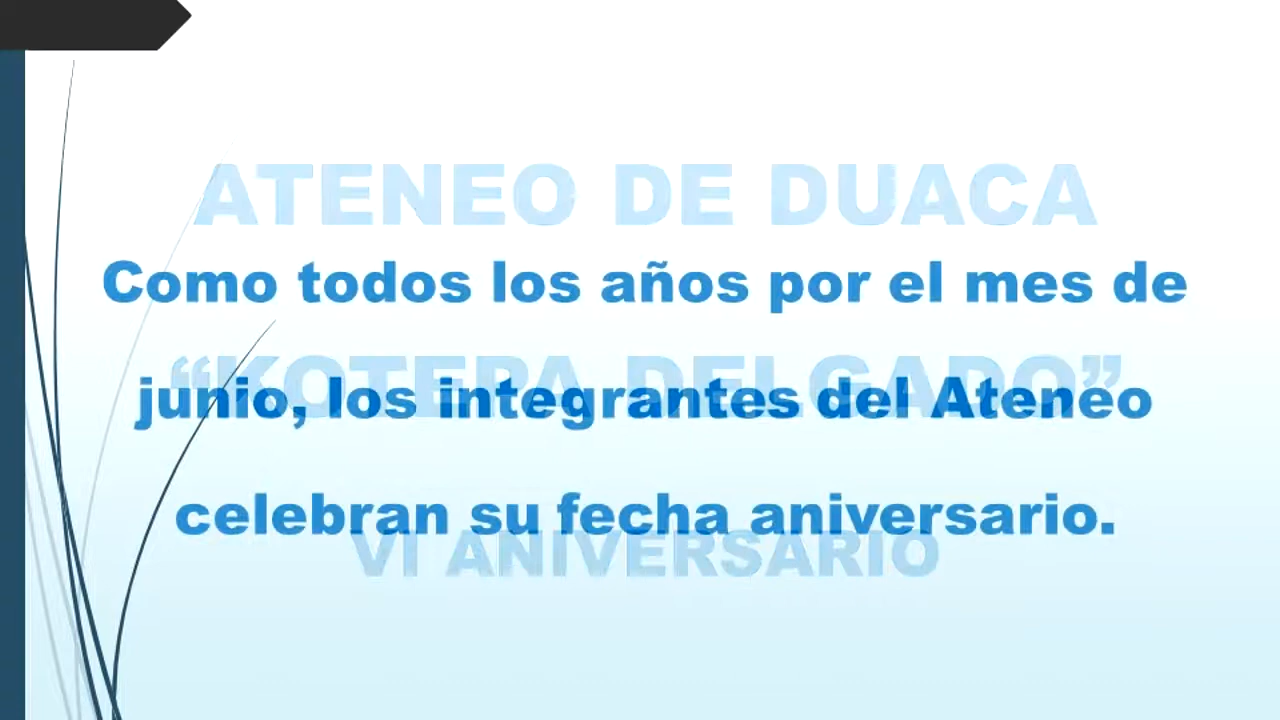 ATENEO DE DUACA
Como todos los años por el mes de
“KOTEPA DELGADO”
junio, los integrantes del Ateneo
celebran su fecha aniversario.
VI ANIVERSARIO